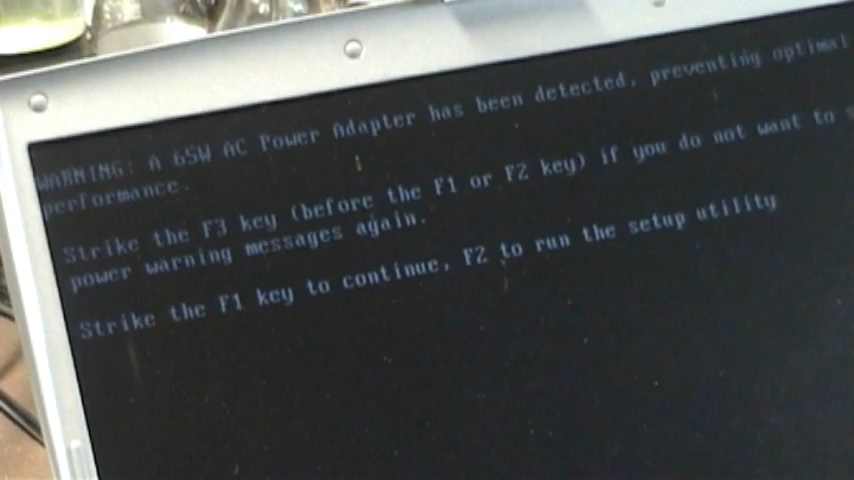 WARNING: A 65W AC Power Adapter has been detected, preventing optimal
performance.
Strike the F3 key (before the F1 or F2 key) if you do not want to
power warning messages again.
Strike the F1 key to continue, F2 to run the setup utility